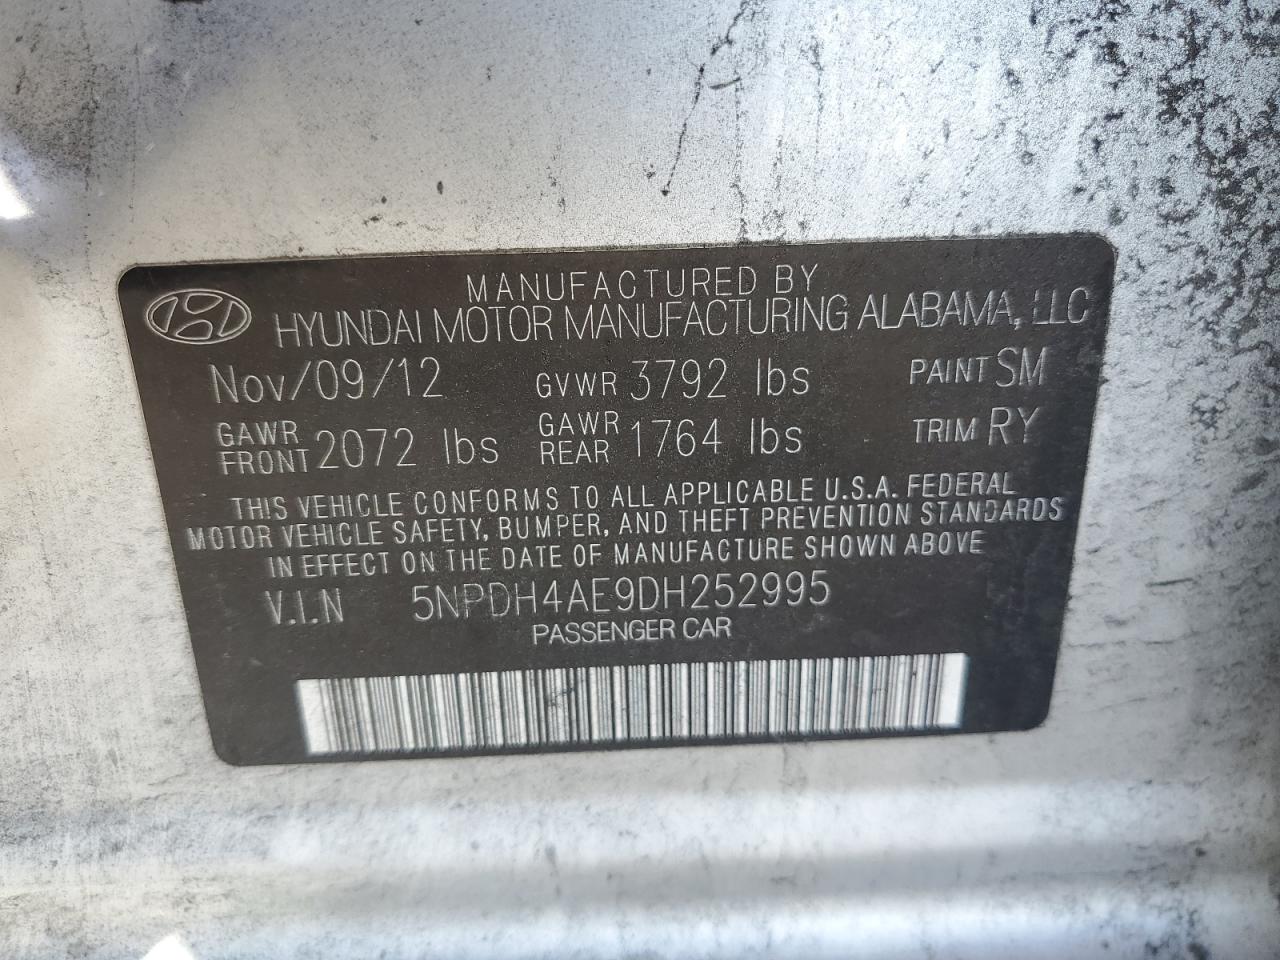 MANUFACTURED BY
HYUNDAI MOTOR MANUFACTURING ALABAMA, LLC
Nov/09/12 GVWR 3792 lbs PAINT SM
GAWR FRONT 2072 lbs GAWR REAR 1764 lbs TRIM RY
THIS VEHICLE CONFORMS TO ALL APPLICABLE U.S.A. FEDERAL
MOTOR VEHICLE SAFETY, BUMPER, AND THEFT PREVENTION STANDARDS
IN EFFECT ON THE DATE OF MANUFACTURE SHOWN ABOVE
V.I.N 5NPDH4AE9DH252995
PASSENGER CAR